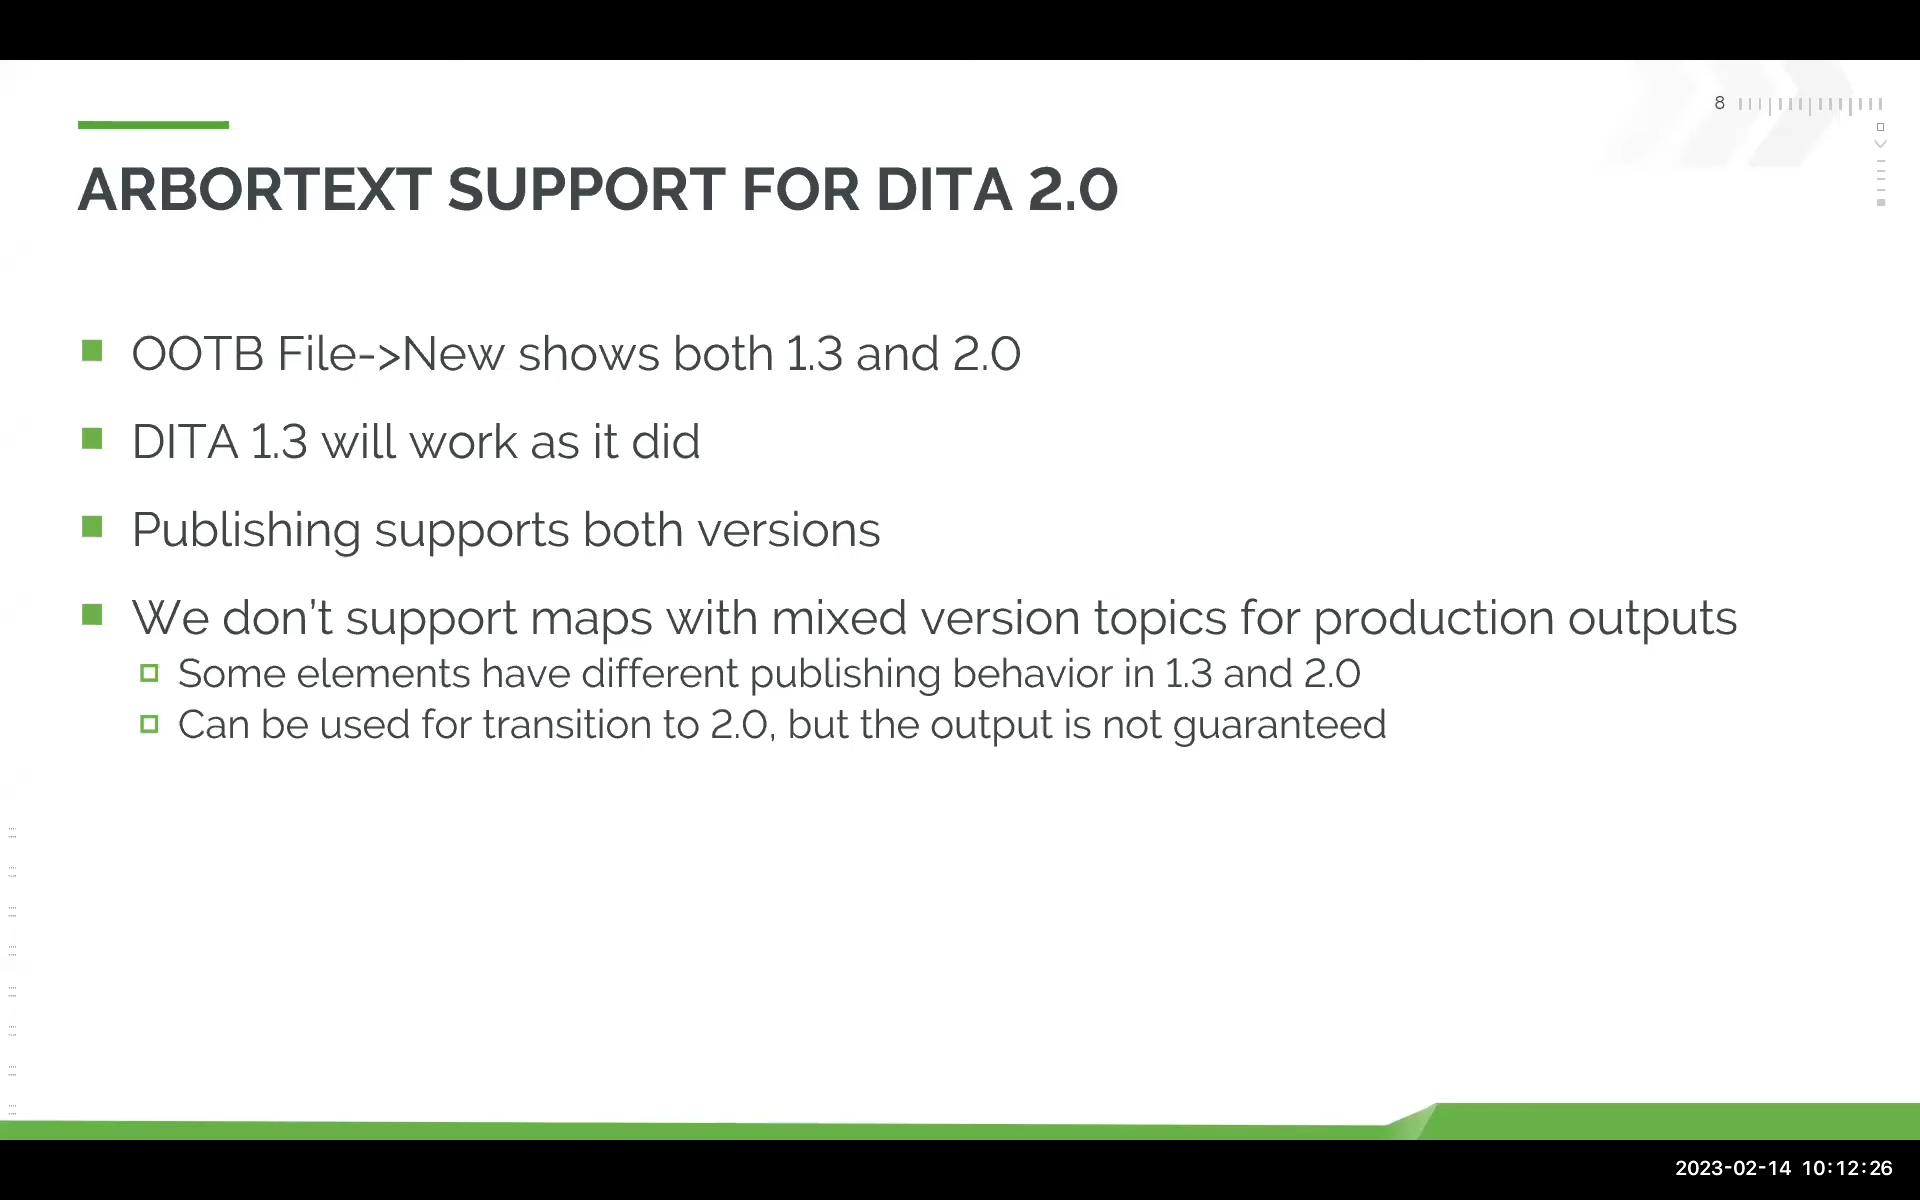 8
ARBORTEXT SUPPORT FOR DITA 2.0
OOTB File->New shows both 1.3 and 2.0
DITA 1.3 will work as it did
Publishing supports both versions
We don’t support maps with mixed version topics for production outputs
Some elements have different publishing behavior in 1.3 and 2.0
Can be used for transition to 2.0, but the output is not guaranteed
2023-02-14 10:12:26